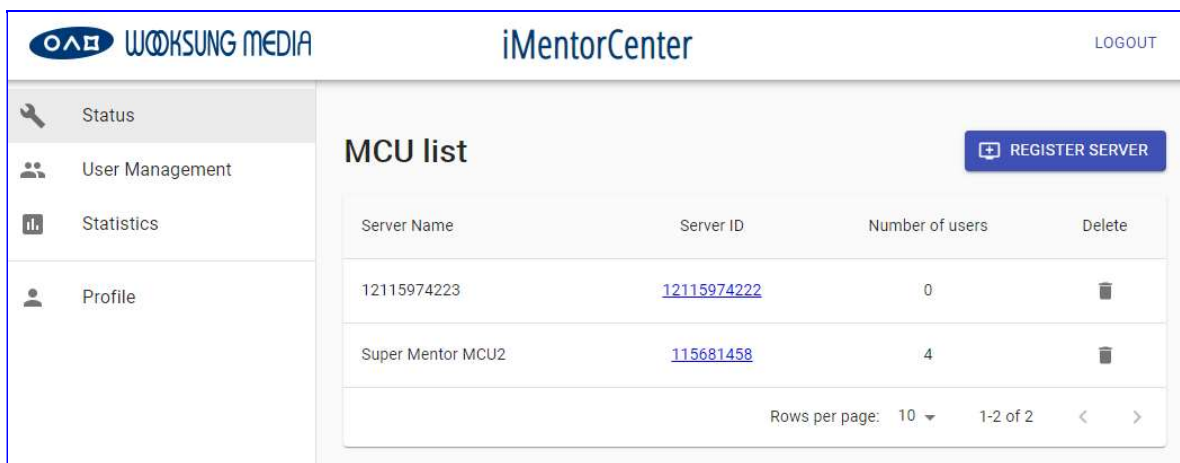 ㅇㅅㅁ WOOKSUNG MEDIA iMentorCenter LOGOUT
Status
User Management
Statistics
Profile
MCU list
REGISTER SERVER
Server Name Server ID Number of users Delete
12115974223 12115974222 0
Super Mentor MCU2 115681458 4
Rows per page: 10 1-2 of 2